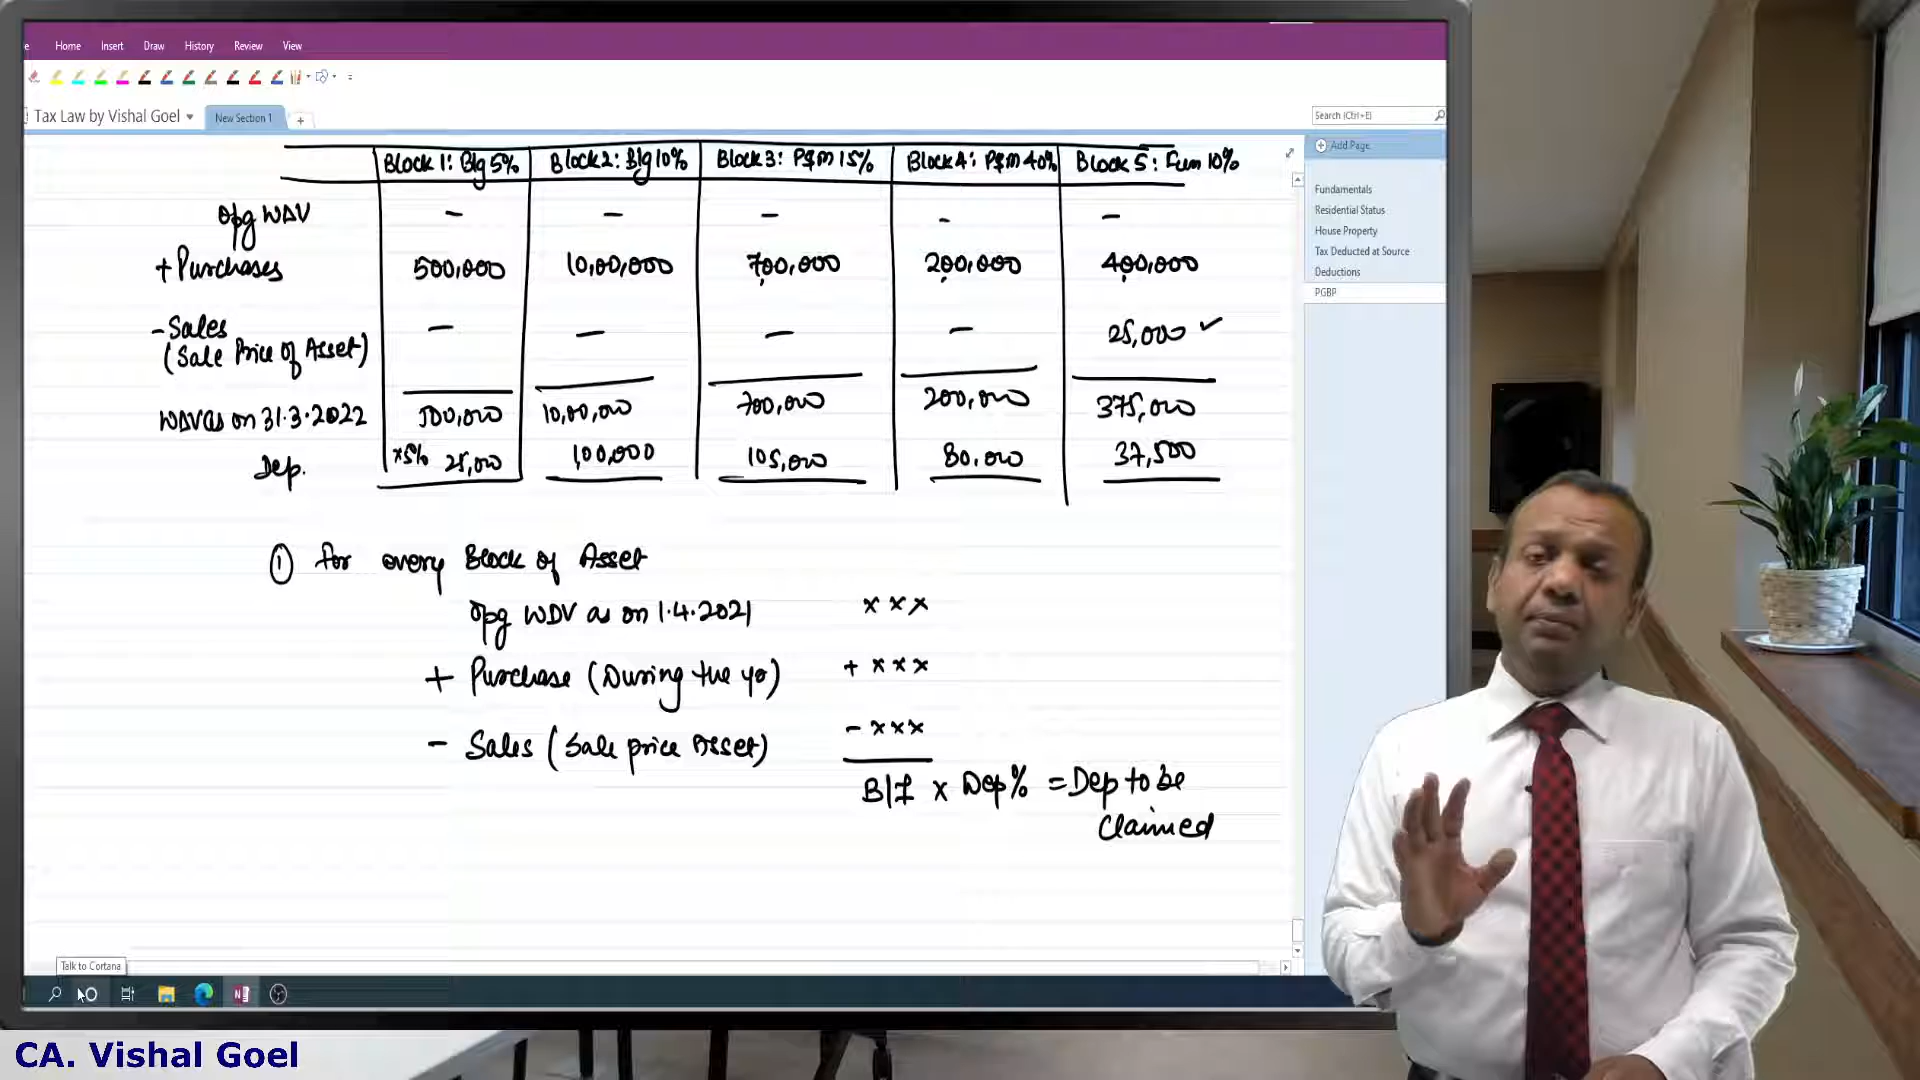 Home Insert Draw History Review View
Tax Law by Vishal Goel New Section 1 +
Search (Ctrl+E)
Add Page
Fundamentals
Residential Status
House Property
Tax Deducted at Source
Deductions
PGBP
Block 1: Blg 5% Block 2: Blg 10% Block 3: P&M 15% Block 4: P&M 40% Block 5: Furn 10%
Opg WDV - - - - -
+ Purchases 500,000 10,00,000 700,000 200,000 400,000
- Sales - - - - 25,000 ✓
(Sale Price of Asset)
WDV as on 31.3.2022 500,000 10,00,000 700,000 200,000 375,000
Dep. x5% 25,000 1,00,000 105,000 80,000 37,500
① For every Block of Asset
Opg WDV as on 1.4.2021 x x x
+ Purchase (During the yr) + x x x
- Sales (Sale price Asset) - x x x
B/f x Dep% = Dep to be
Claimed
Talk to Cortana
CA. Vishal Goel